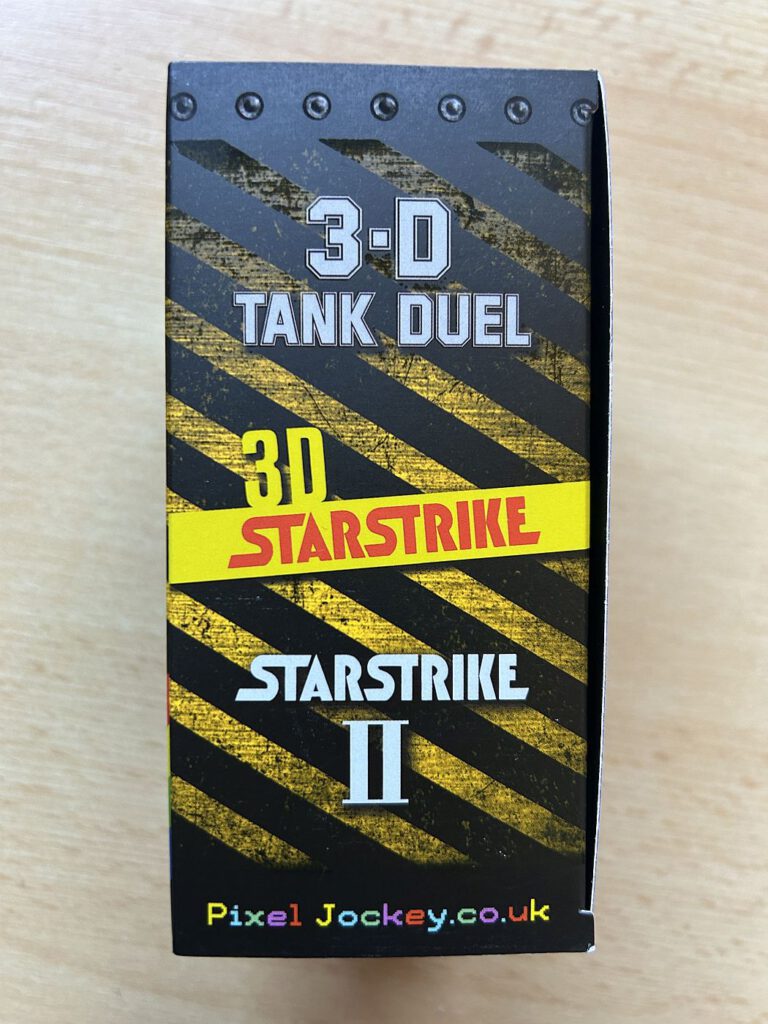 3-D
TANK DUEL
3D
STARSTRIKE
STARSTRIKE
II
Pixel Jockey.co.uk